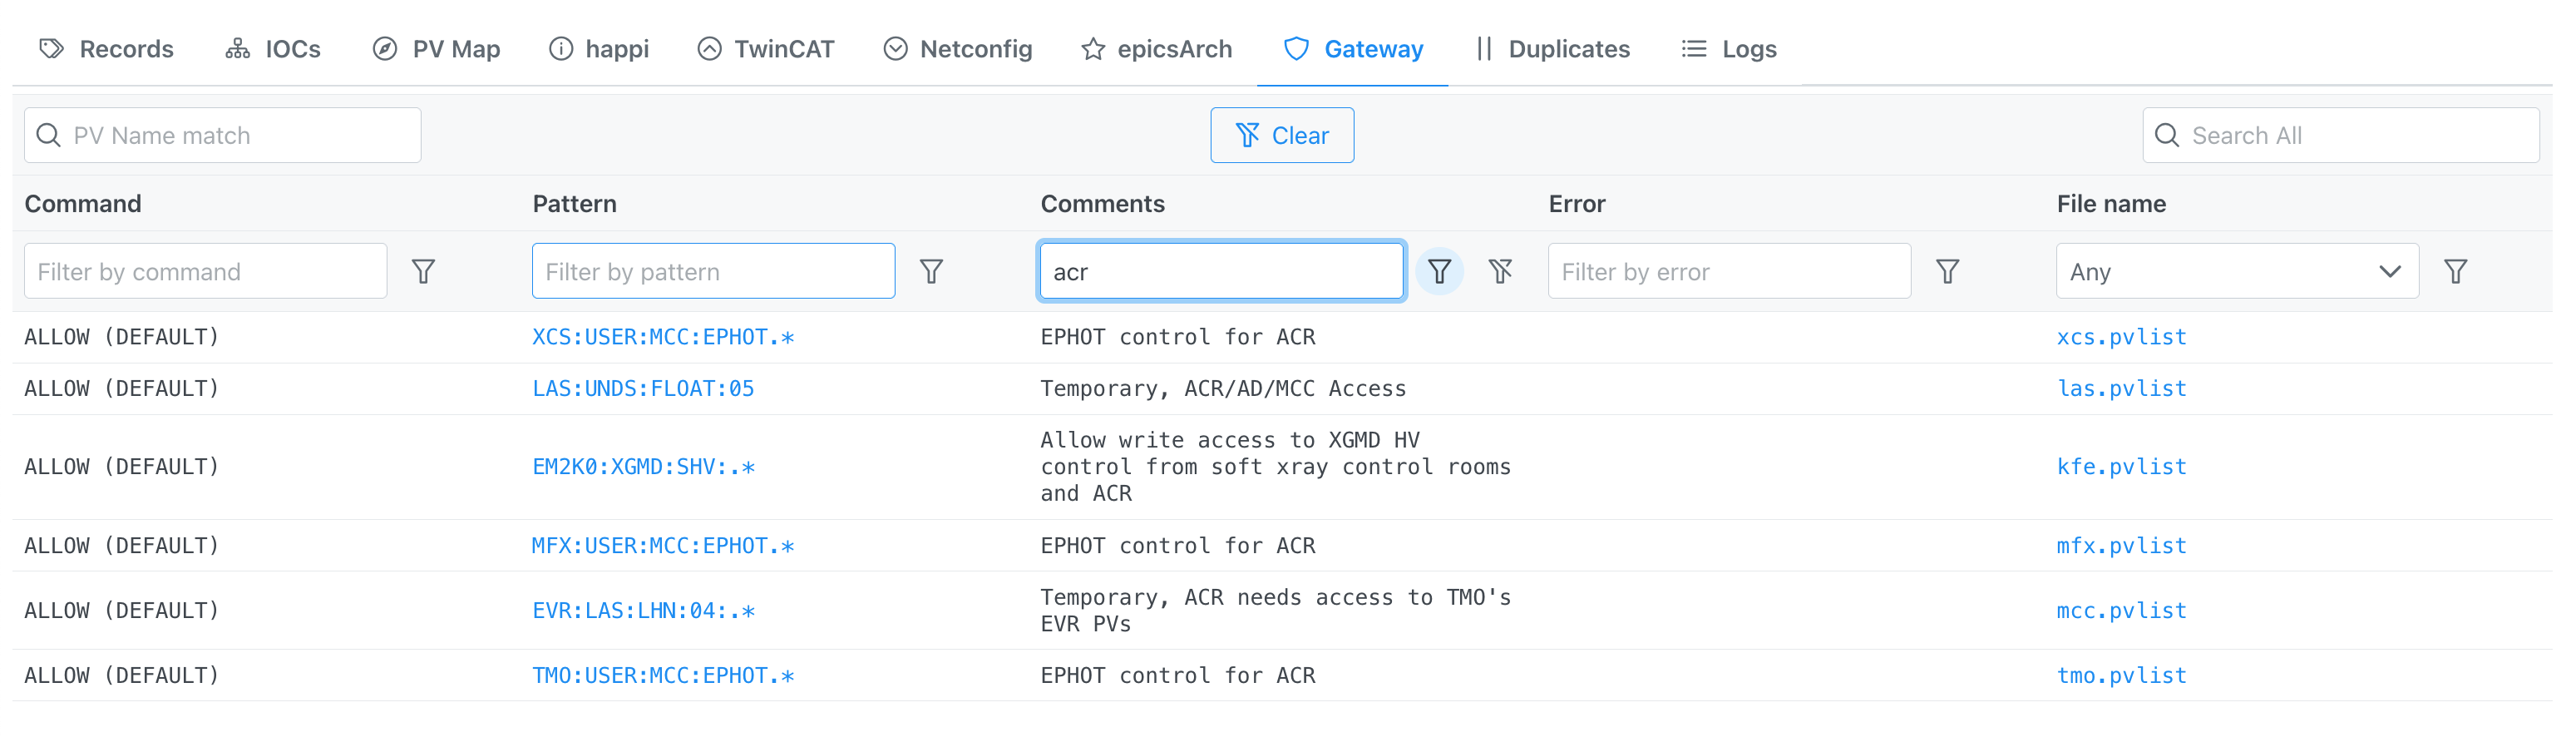 Records IOCs PV Map happi TwinCAT Netconfig epicsArch Gateway Duplicates Logs
PV Name match Clear Search All
Command Pattern Comments Error File name
Filter by command Filter by pattern acr Filter by error Any
ALLOW (DEFAULT) XCS:USER:MCC:EPHOT.* EPHOT control for ACR xcs.pvlist
ALLOW (DEFAULT) LAS:UNDS:FLOAT:05 Temporary, ACR/AD/MCC Access las.pvlist
Allow write access to XGMD HV
ALLOW (DEFAULT) EM2K0:XGMD:SHV:.* control from soft xray control rooms kfe.pvlist
and ACR
ALLOW (DEFAULT) MFX:USER:MCC:EPHOT.* EPHOT control for ACR mfx.pvlist
ALLOW (DEFAULT) EVR:LAS:LHN:04:.* Temporary, ACR needs access to TMO's mcc.pvlist
EVR PVs
ALLOW (DEFAULT) TMO:USER:MCC:EPHOT.* EPHOT control for ACR tmo.pvlist